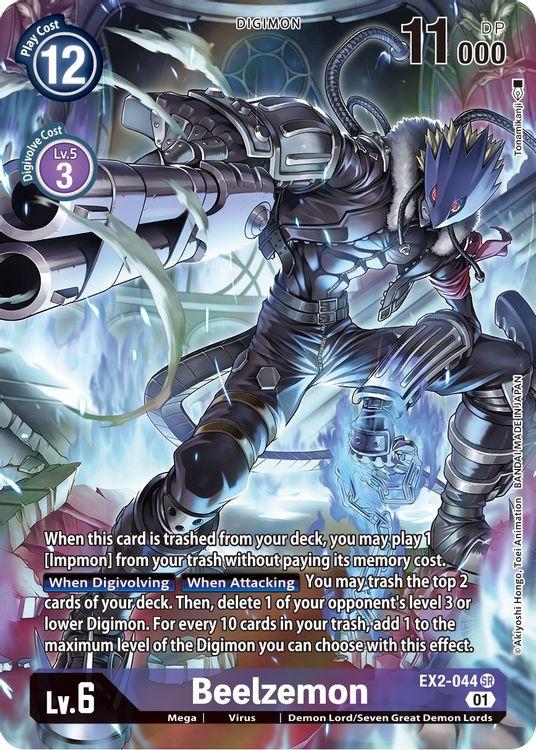 DIGIMON
Play Cost
12
11000
DP
Digivolve Cost
Lv.5
3
Tonamikanji
When this card is trashed from your deck, you may play 1
[Impmon] from your trash without paying its memory cost.
When Digivolving When Attacking You may trash the top 2
cards of your deck. Then, delete 1 of your opponent's level 3 or
lower Digimon. For every 10 cards in your trash, add 1 to the
maximum level of the Digimon you can choose with this effect.
©Akiyoshi Hongo, Toei Animation BANDAI MADE IN JAPAN
Lv.6
Beelzemon
EX2-044 SR
01
Mega | Virus | Demon Lord/Seven Great Demon Lords